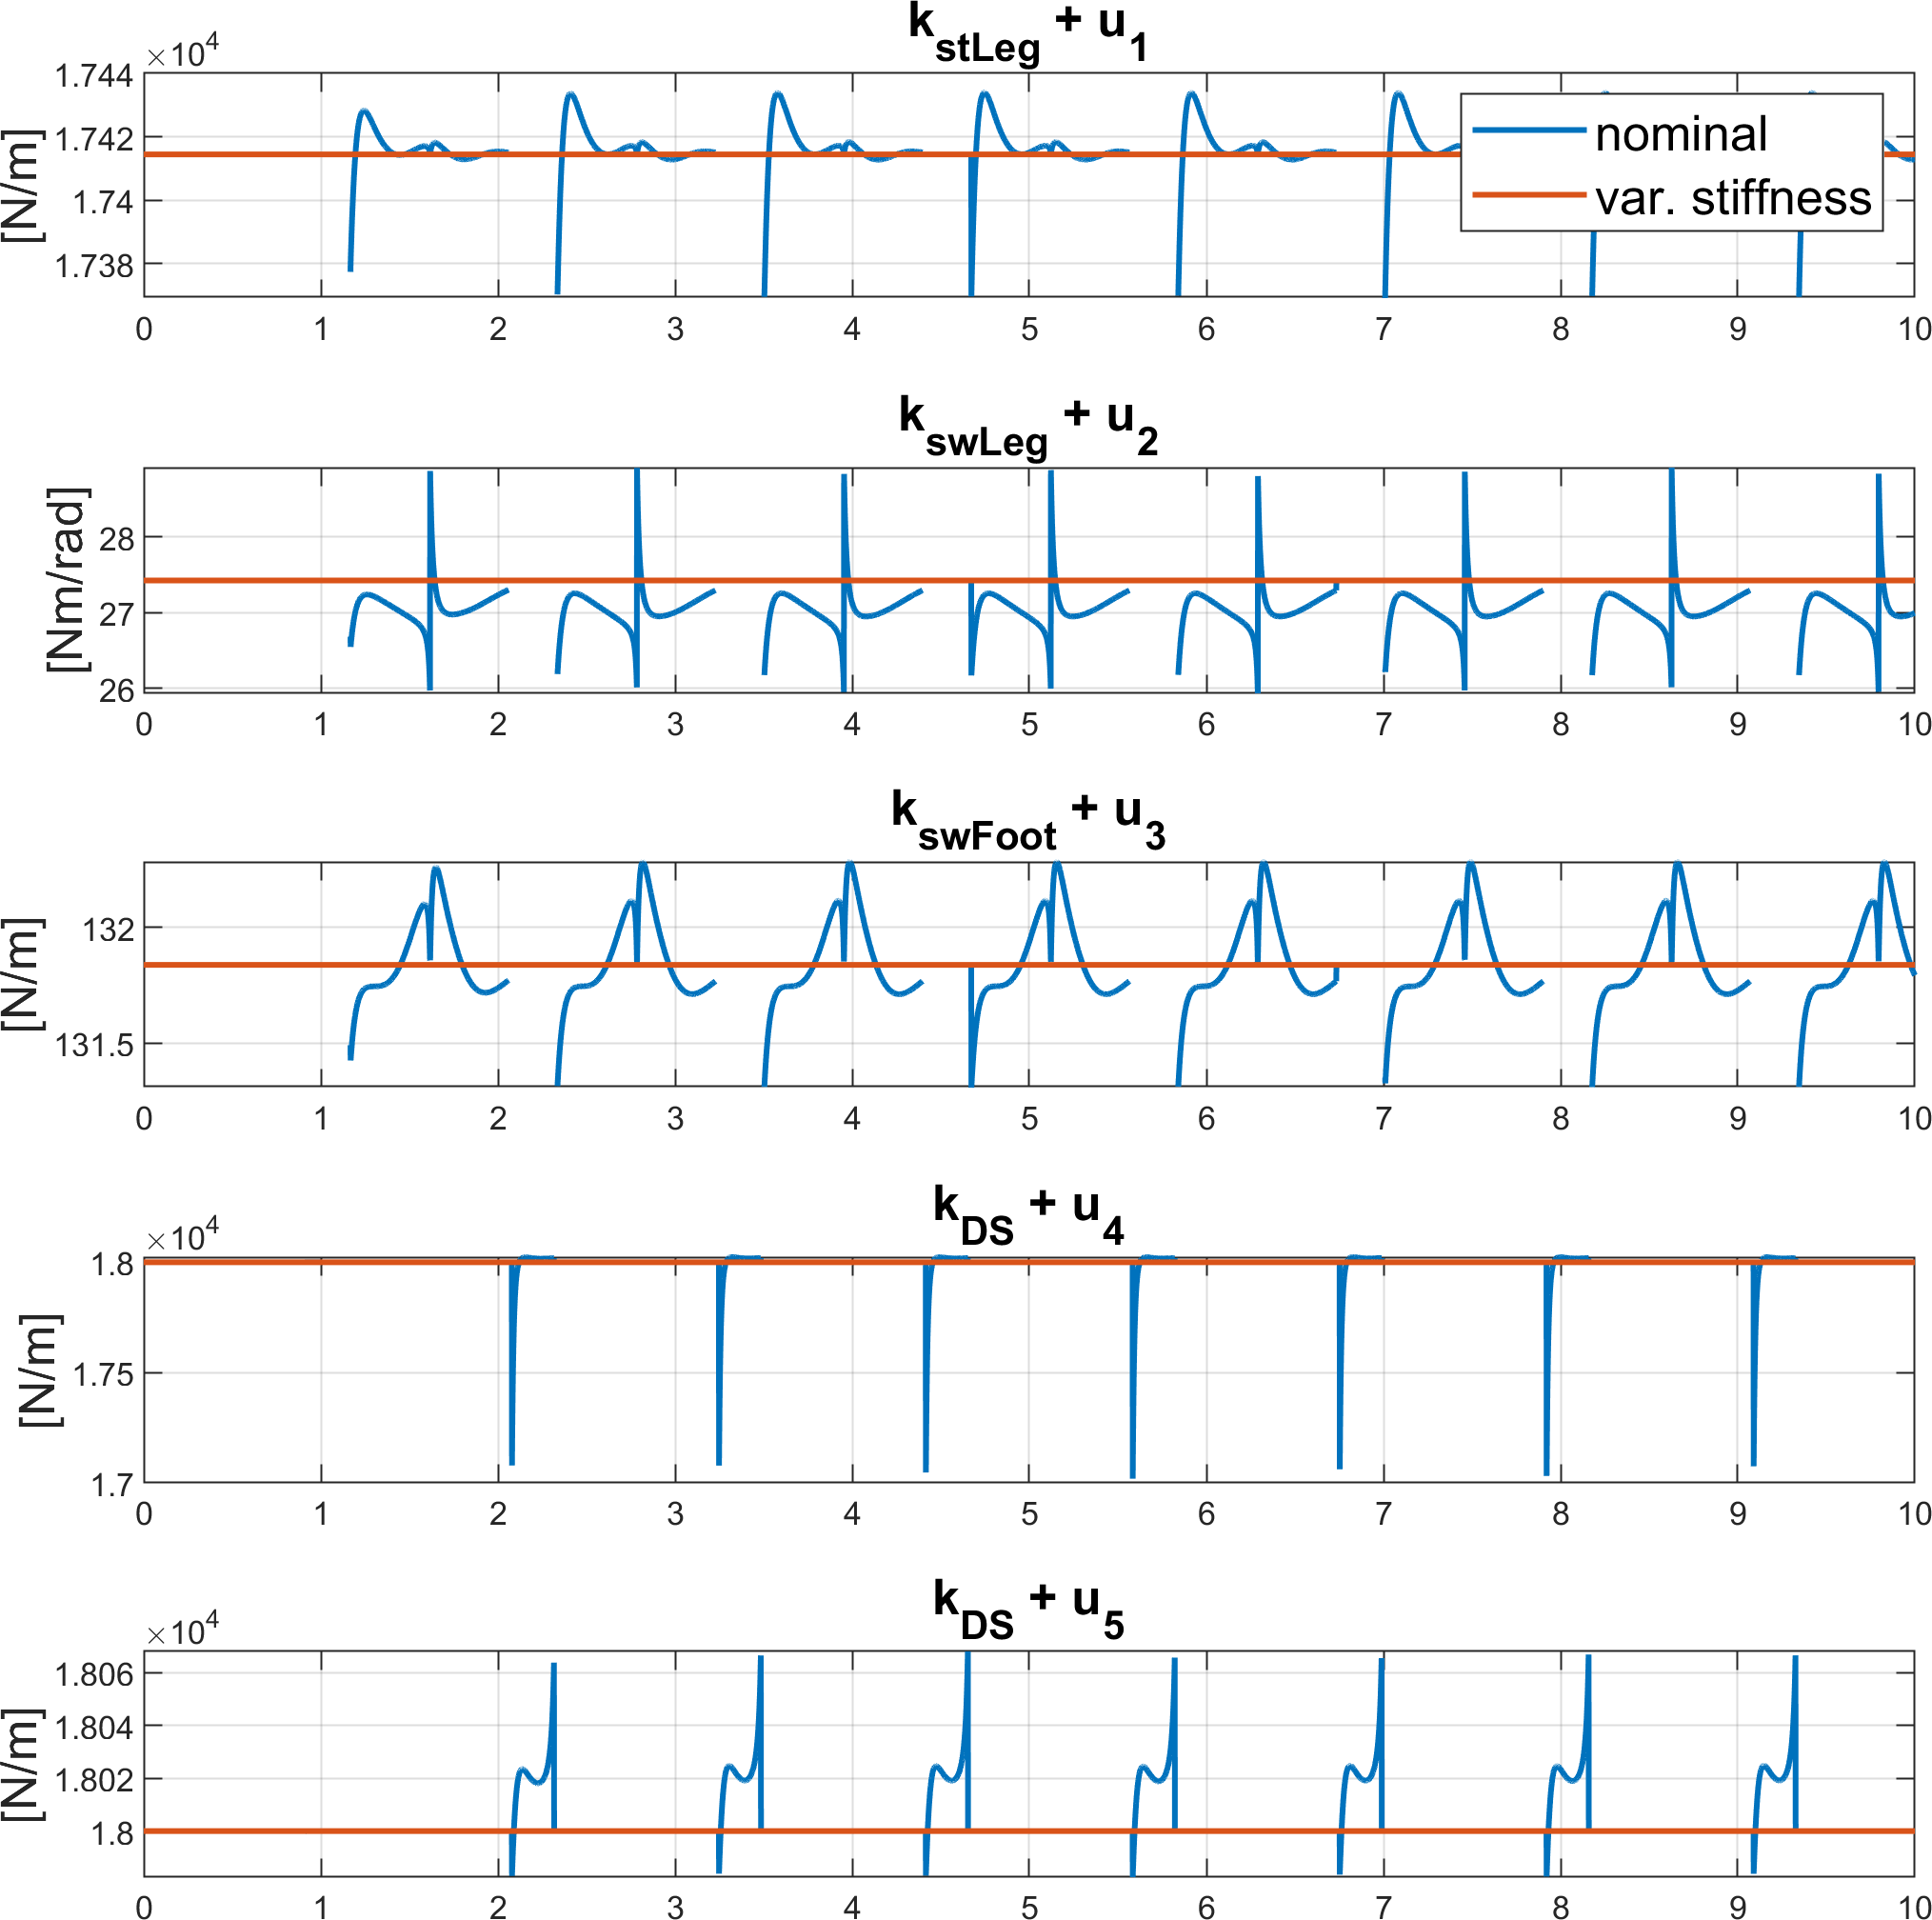 k_stLeg + u_1
×10^4
1.744
1.742
1.74
1.738
[N/m]
nominal
var. stiffness
0 1 2 3 4 5 6 7 8 9 10
k_swLeg + u_2
28
27
26
[Nm/rad]
0 1 2 3 4 5 6 7 8 9 10
k_swFoot + u_3
132
131.5
[N/m]
0 1 2 3 4 5 6 7 8 9 10
k_DS + u_4
×10^4
1.8
1.75
1.7
[N/m]
0 1 2 3 4 5 6 7 8 9 10
k_DS + u_5
×10^4
1.806
1.804
1.802
1.8
[N/m]
0 1 2 3 4 5 6 7 8 9 10